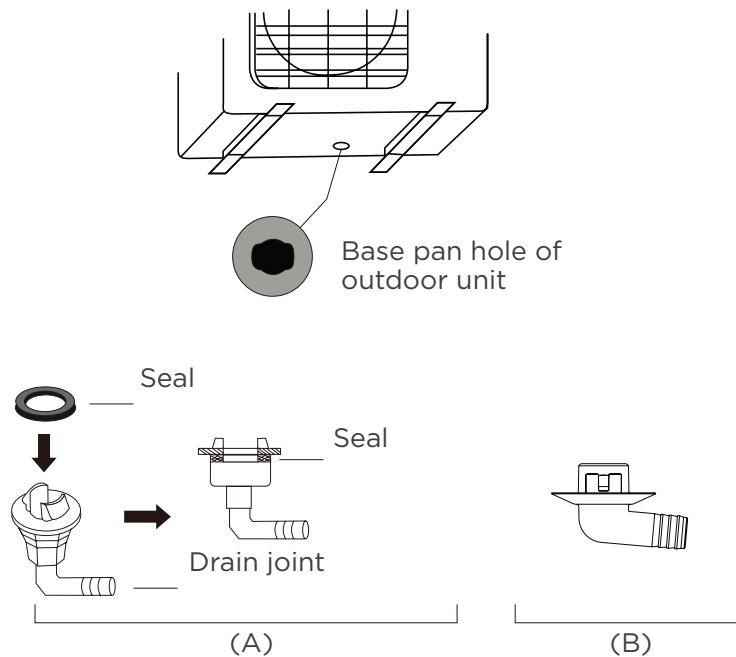 Base pan hole of
outdoor unit
Seal
Seal
Drain joint
(A)
(B)